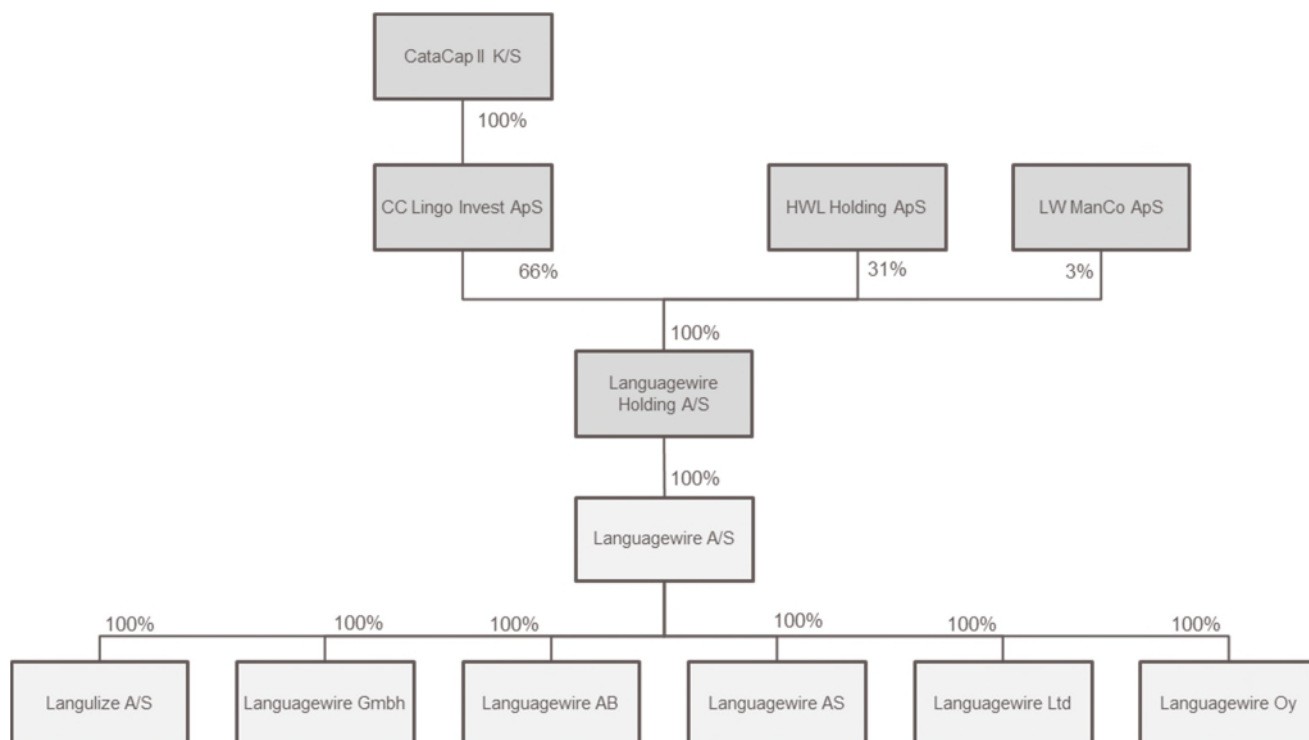 CataCap II K/S
100%
CC Lingo Invest ApS
HWL Holding ApS
LW ManCo ApS
66%
31%
3%
100%
Languagewire
Holding A/S
100%
Languagewire A/S
100%
100%
100%
100%
100%
100%
Langulize A/S
Languagewire Gmbh
Languagewire AB
Languagewire AS
Languagewire Ltd
Languagewire Oy